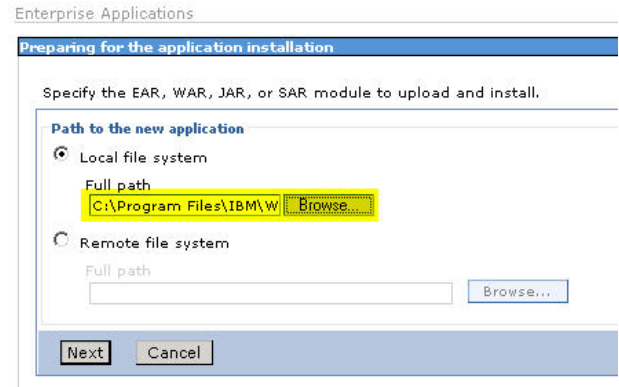 Enterprise Applications
Preparing for the application installation
Specify the EAR, WAR, JAR, or SAR module to upload and install.
Path to the new application
Local file system
Full path
C:\Program Files\IBM\W Browse...
Remote file system
Full path
Browse...
Next Cancel